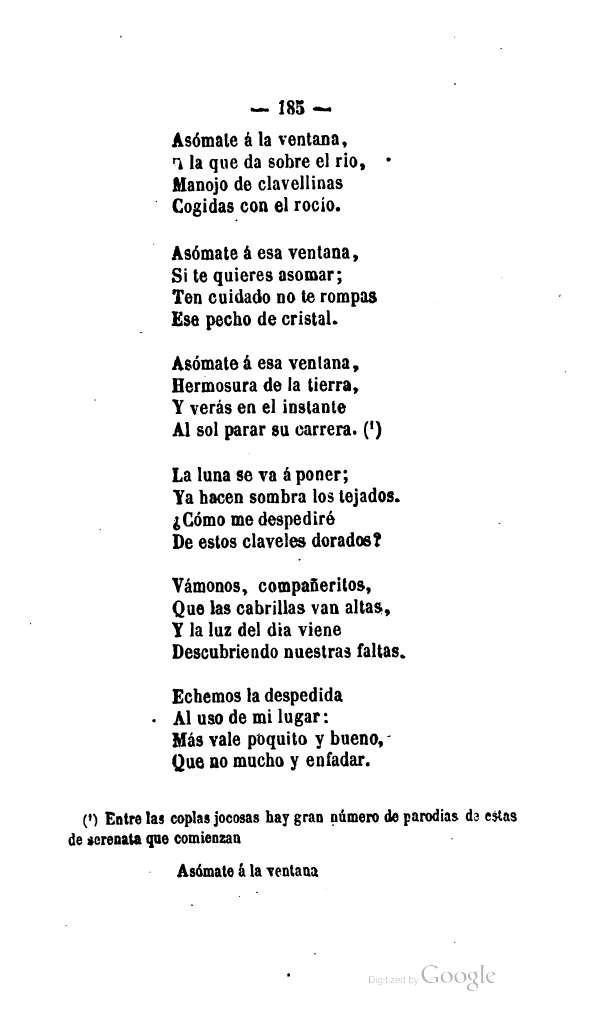 — 185 —
Asómate á la ventana,
la que da sobre el rio,
Manojo de clavellinas
Cogidas con el rocío.
Asómate á esa ventana,
Si te quieres asomar;
Ten cuidado no te rompas
Ese pecho de cristal.
Asómate á esa ventana,
Hermosura de la tierra,
Y verás en el instante
Al sol parar su carrera. (¹)
La luna se va á poner;
Ya hacen sombra los tejados.
¿Cómo me despediré
De estos claveles dorados?
Vámonos, compañeritos,
Que las cabrillas van altas,
Y la luz del dia viene
Descubriendo nuestras faltas.
Echemos la despedida
Al uso de mi lugar:
Más vale poquito y bueno,
Que no mucho y enfadar.
(¹) Entre las coplas jocosas hay gran número de parodias de estas
de serenata que comienzan
Asómate á la ventana
Digitized by Google